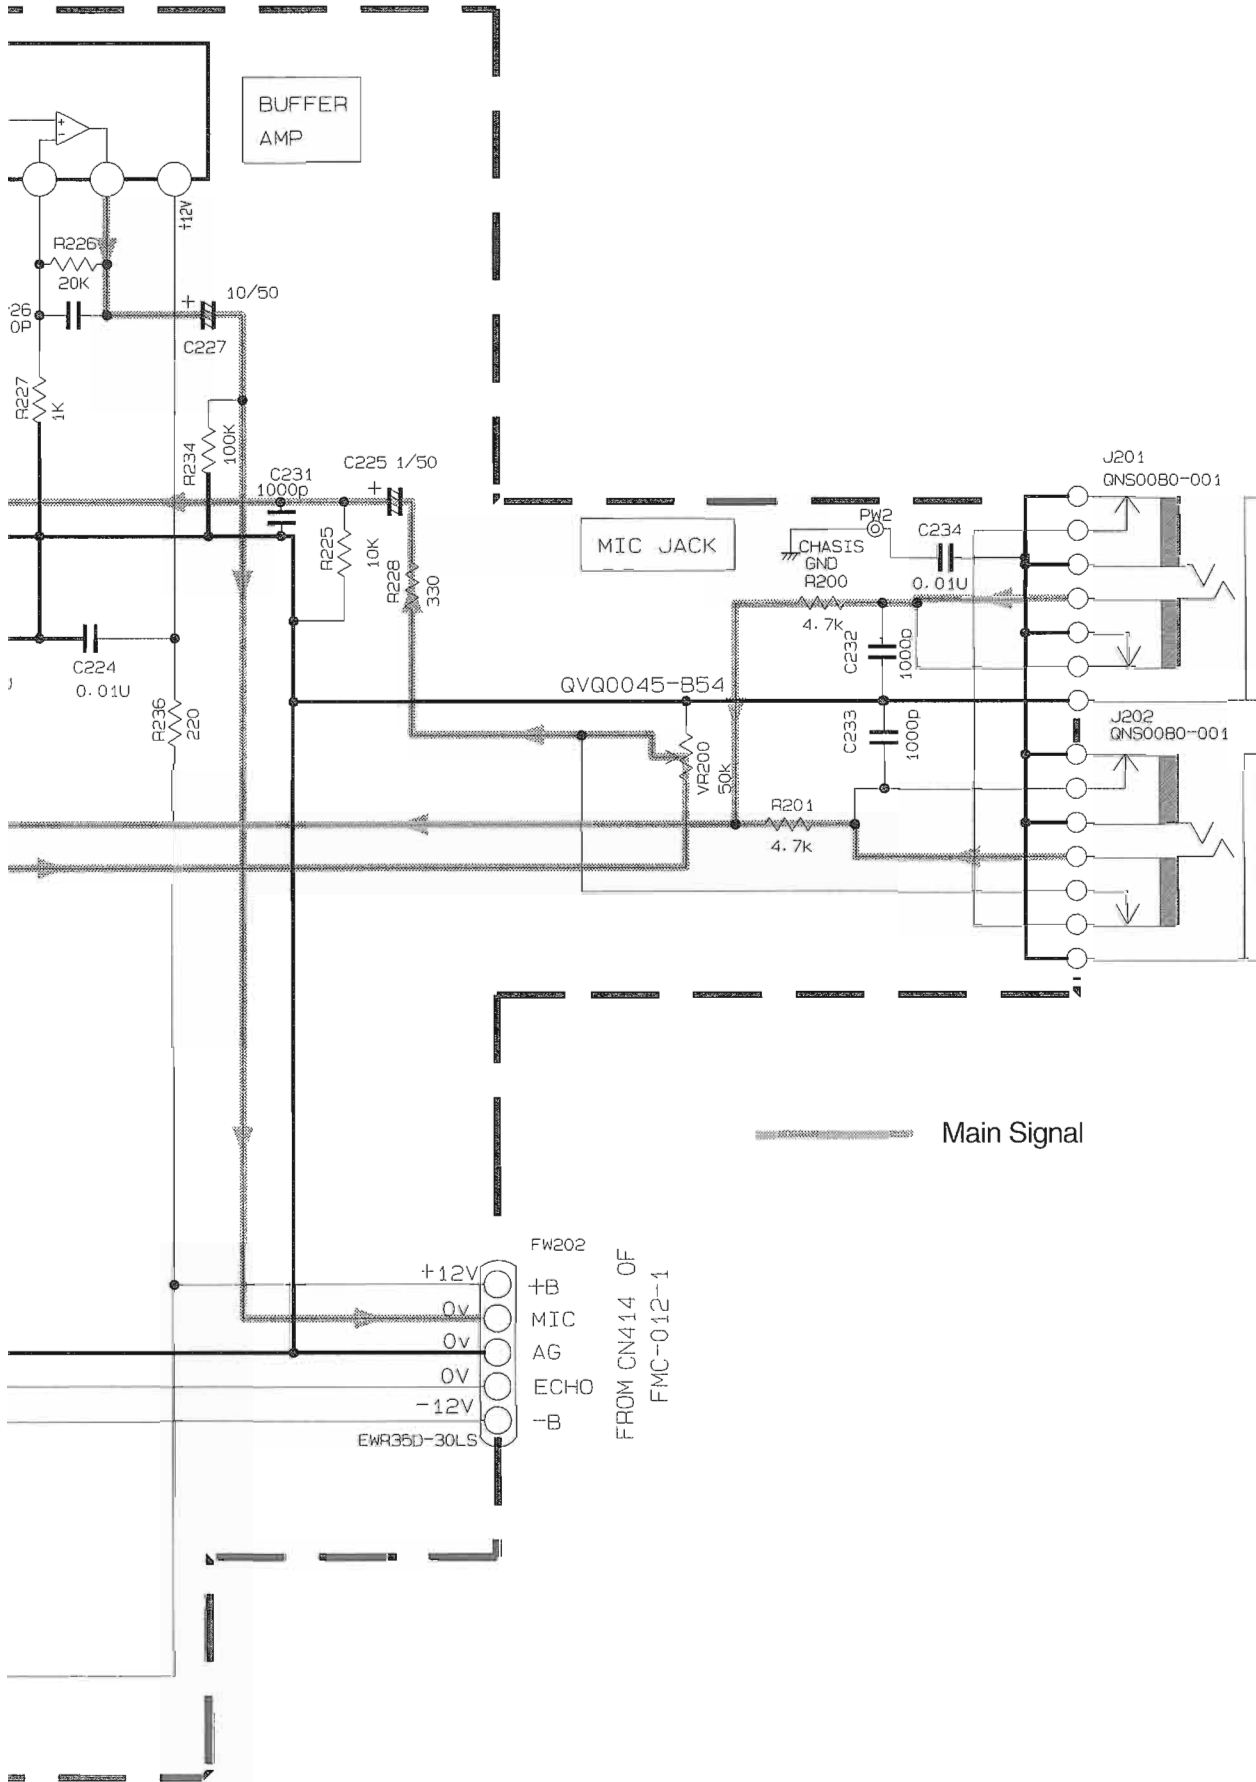 BUFFER
AMP
+
-
+12V
R226
20K
26
0P
+
10/50
C227
R227
1K
R234
100K
C231
1000p
C225 1/50
+
R225
10K
R228
330
MIC JACK
PW2
CHASIS
GND
C234
0.01U
J201
QNS0080-001
R200
4.7k
C232
1000p
C224
0.01U
R236
220
QVQ0045-B54
VR200
50k
C233
1000p
J202
QNS0080-001
R201
4.7k
Main Signal
FW202
+12V
+B
0v
MIC
0v
AG
0V
ECHO
-12V
-B
EWR35D-30LS
FROM CN414 OF
FMC-012-1